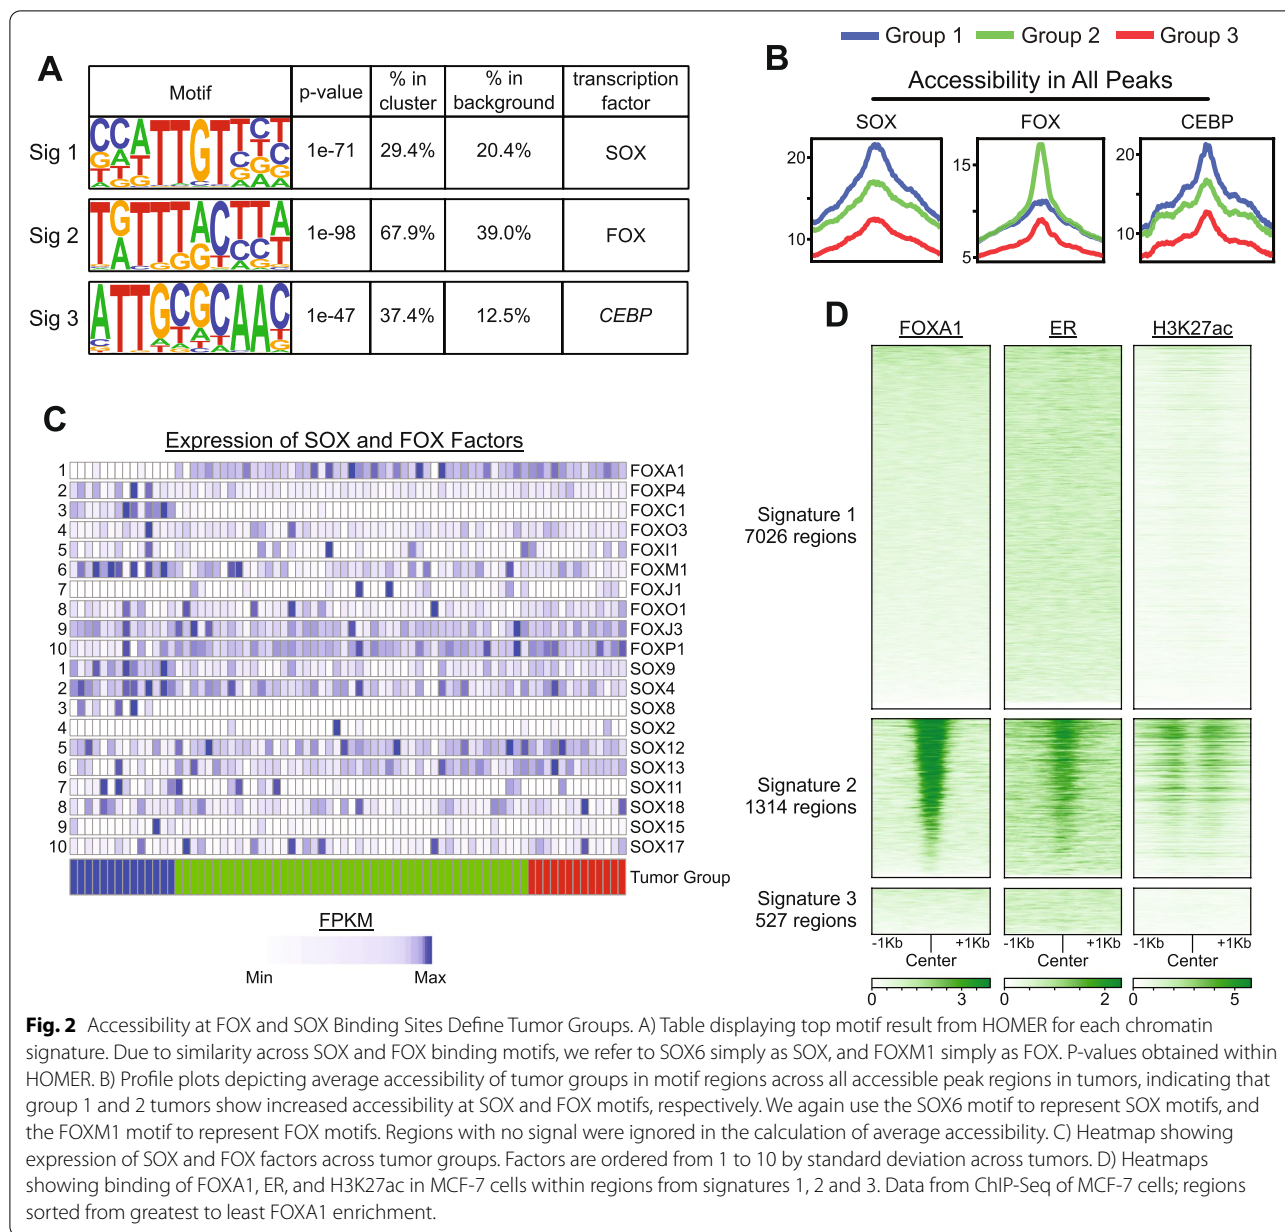 Group 1 Group 2 Group 3
A
Motif p-value % in cluster % in background transcription factor
Sig 1 1e-71 29.4% 20.4% SOX
Sig 2 1e-98 67.9% 39.0% FOX
Sig 3 1e-47 37.4% 12.5% CEBP
B
Accessibility in All Peaks
SOX FOX CEBP
20 15 20
10 5 10
C
Expression of SOX and FOX Factors
1 FOXA1
2 FOXP4
3 FOXC1
4 FOXO3
5 FOXI1
6 FOXM1
7 FOXJ1
8 FOXO1
9 FOXJ3
10 FOXP1
1 SOX9
2 SOX4
3 SOX8
4 SOX2
5 SOX12
6 SOX13
7 SOX11
8 SOX18
9 SOX15
10 SOX17
Tumor Group
FPKM
Min Max
D
FOXA1 ER H3K27ac
Signature 1
7026 regions
Signature 2
1314 regions
Signature 3
527 regions
-1Kb +1Kb -1Kb +1Kb -1Kb +1Kb
Center Center Center
0 3 0 2 0 5
Fig. 2 Accessibility at FOX and SOX Binding Sites Define Tumor Groups. A) Table displaying top motif result from HOMER for each chromatin
signature. Due to similarity across SOX and FOX binding motifs, we refer to SOX6 simply as SOX, and FOXM1 simply as FOX. P-values obtained within
HOMER. B) Profile plots depicting average accessibility of tumor groups in motif regions across all accessible peak regions in tumors, indicating that
group 1 and 2 tumors show increased accessibility at SOX and FOX motifs, respectively. We again use the SOX6 motif to represent SOX motifs, and
the FOXM1 motif to represent FOX motifs. Regions with no signal were ignored in the calculation of average accessibility. C) Heatmap showing
expression of SOX and FOX factors across tumor groups. Factors are ordered from 1 to 10 by standard deviation across tumors. D) Heatmaps
showing binding of FOXA1, ER, and H3K27ac in MCF-7 cells within regions from signatures 1, 2 and 3. Data from ChIP-Seq of MCF-7 cells; regions
sorted from greatest to least FOXA1 enrichment.